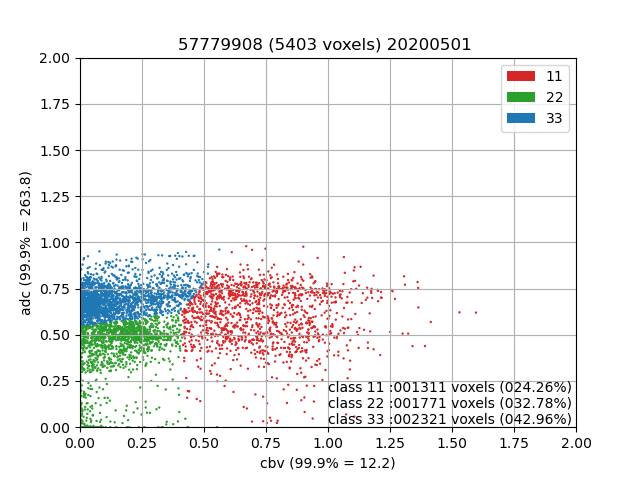 57779908 (5403 voxels) 20200501
2.00
1.75
1.50
1.25
1.00
0.75
0.50
0.25
0.00
adc (99.9% = 263.8)
11
22
33
class 11 :001311 voxels (024.26%)
class 22 :001771 voxels (032.78%)
class 33 :002321 voxels (042.96%)
0.00 0.25 0.50 0.75 1.00 1.25 1.50 1.75 2.00
cbv (99.9% = 12.2)